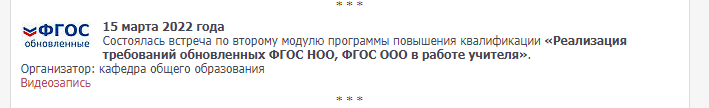 * * *
ФГОС
обновленные
15 марта 2022 года
Состоялась встреча по второму модулю программы повышения квалификации «Реализация
требований обновленных ФГОС НОО, ФГОС ООО в работе учителя».
Организатор: кафедра общего образования
Видеозапись
* * *